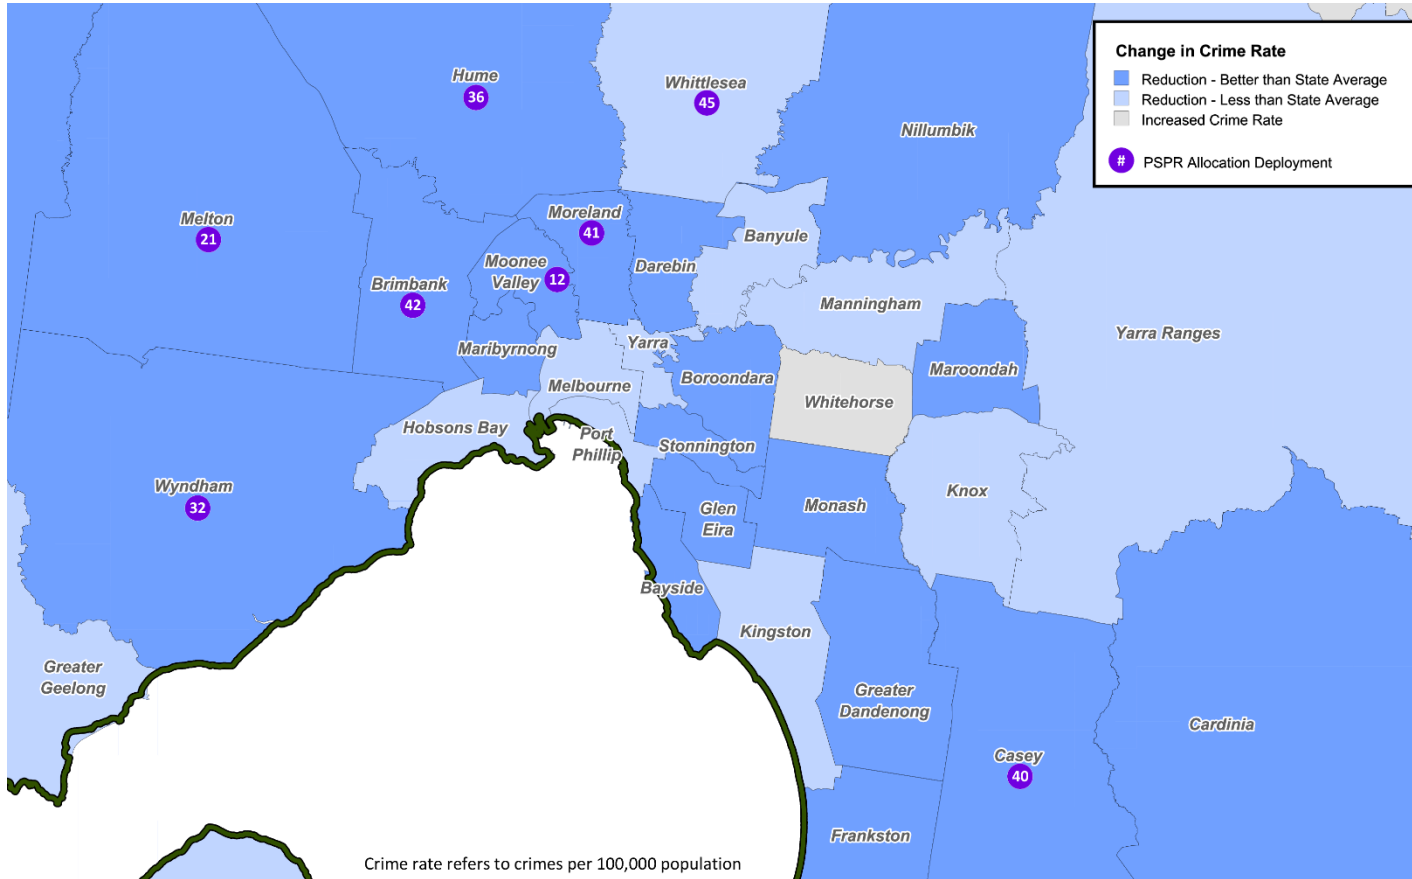 Change in Crime Rate
Reduction - Better than State Average
Reduction - Less than State Average
Increased Crime Rate
# PSPR Allocation Deployment
Hume
36
Whittlesea
45
Nillumbik
Melton
21
Moreland
41
Banyule
Moonee
Valley
12
Darebin
Brimbank
42
Manningham
Yarra Ranges
Maribyrnong
Yarra
Melbourne
Boroondara
Maroondah
Whitehorse
Hobsons Bay
Port
Phillip
Stonnington
Wyndham
32
Knox
Glen
Eira
Monash
Bayside
Kingston
Greater
Geelong
Greater
Dandenong
Cardinia
Casey
40
Frankston
Crime rate refers to crimes per 100,000 population